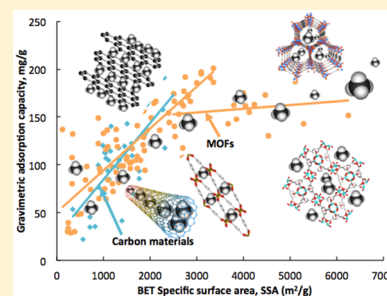 Gravimetric adsorption capacity, mg/g
250
200
150
100
50
0
MOFs
Carbon materials
0 1000 2000 3000 4000 5000 6000 7000
BET Specific surface area, SSA (m²/g)